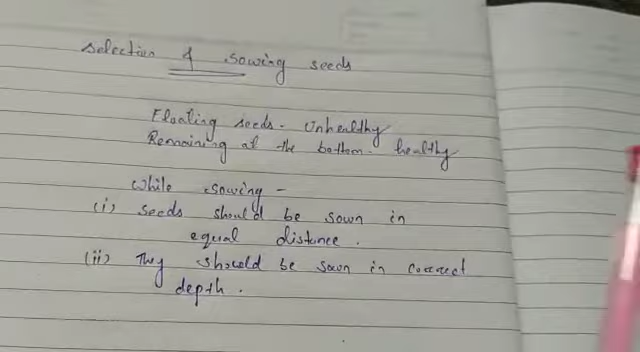 selection & sowing seeds
Floating seeds - Unhealthy
Remaining at the bottom - healthy
While sowing -
(i) seeds should be sown in
equal distance.
(ii) They should be sown in correct
depth.